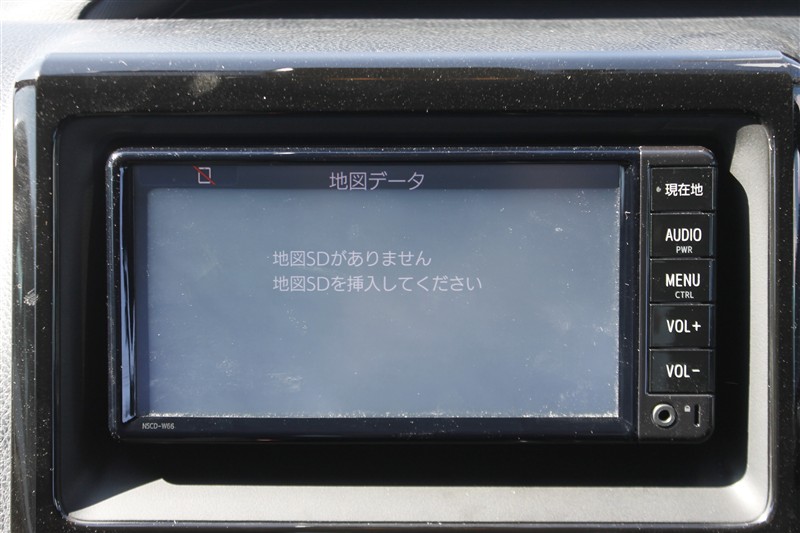 地図データ
地図SDがありません
地図SDを挿入してください
現在地
AUDIO
PWR
MENU
CTRL
VOL+
VOL-
NSCD-W66